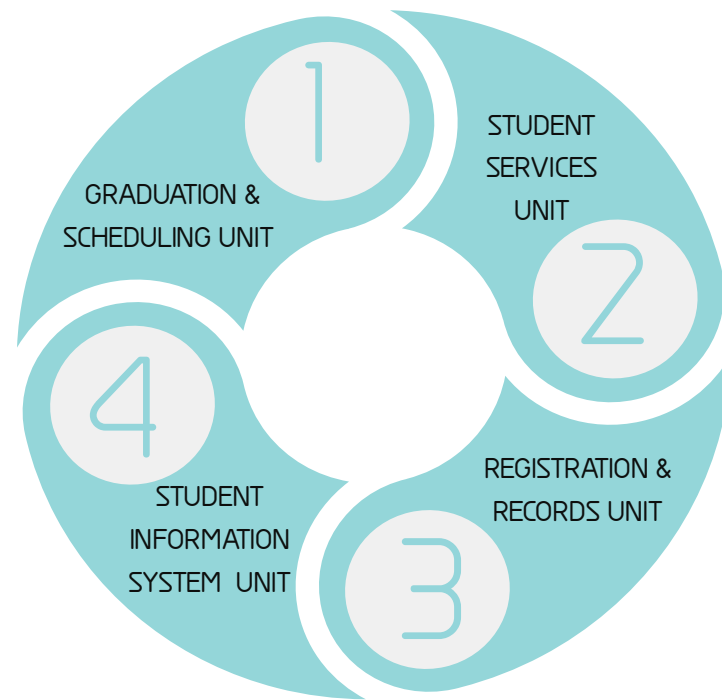 1
GRADUATION &
SCHEDULING UNIT
STUDENT
SERVICES
UNIT
2
REGISTRATION &
RECORDS UNIT
3
4
STUDENT
INFORMATION
SYSTEM UNIT